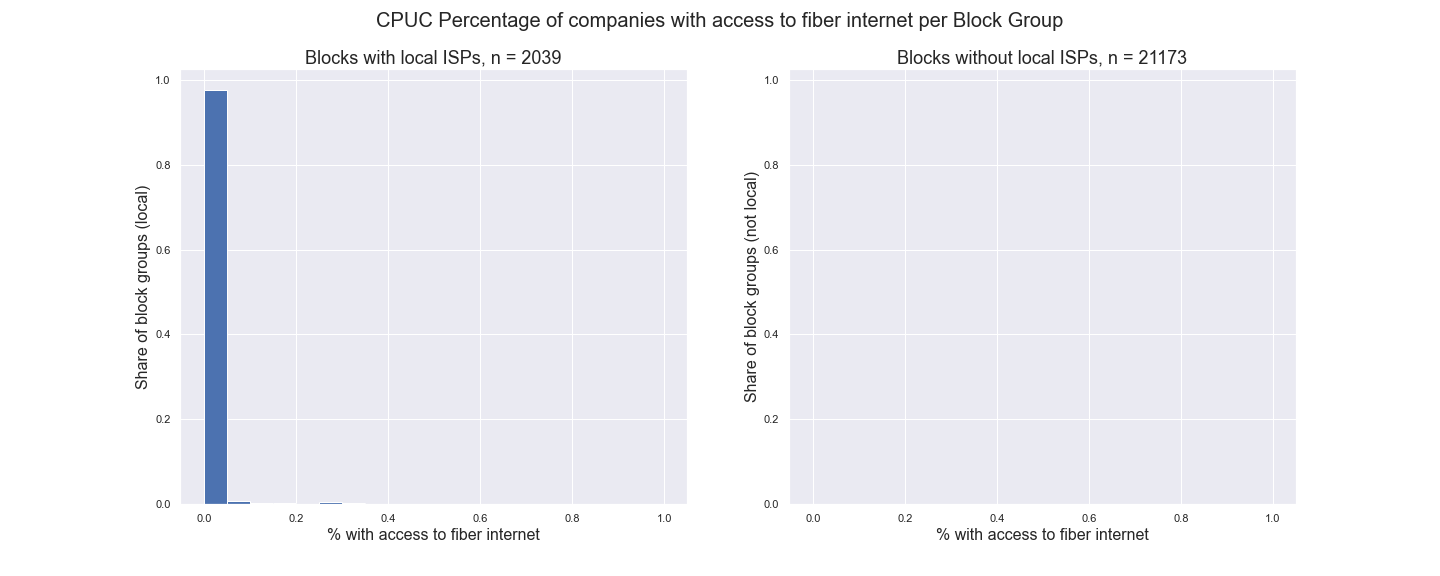 CPUC Percentage of companies with access to fiber internet per Block Group
Blocks with local ISPs, n = 2039
1.0
0.8
0.6
0.4
0.2
0.0
Share of block groups (local)
0.0 0.2 0.4 0.6 0.8 1.0
% with access to fiber internet
Blocks without local ISPs, n = 21173
1.0
0.8
0.6
0.4
0.2
0.0
Share of block groups (not local)
0.0 0.2 0.4 0.6 0.8 1.0
% with access to fiber internet